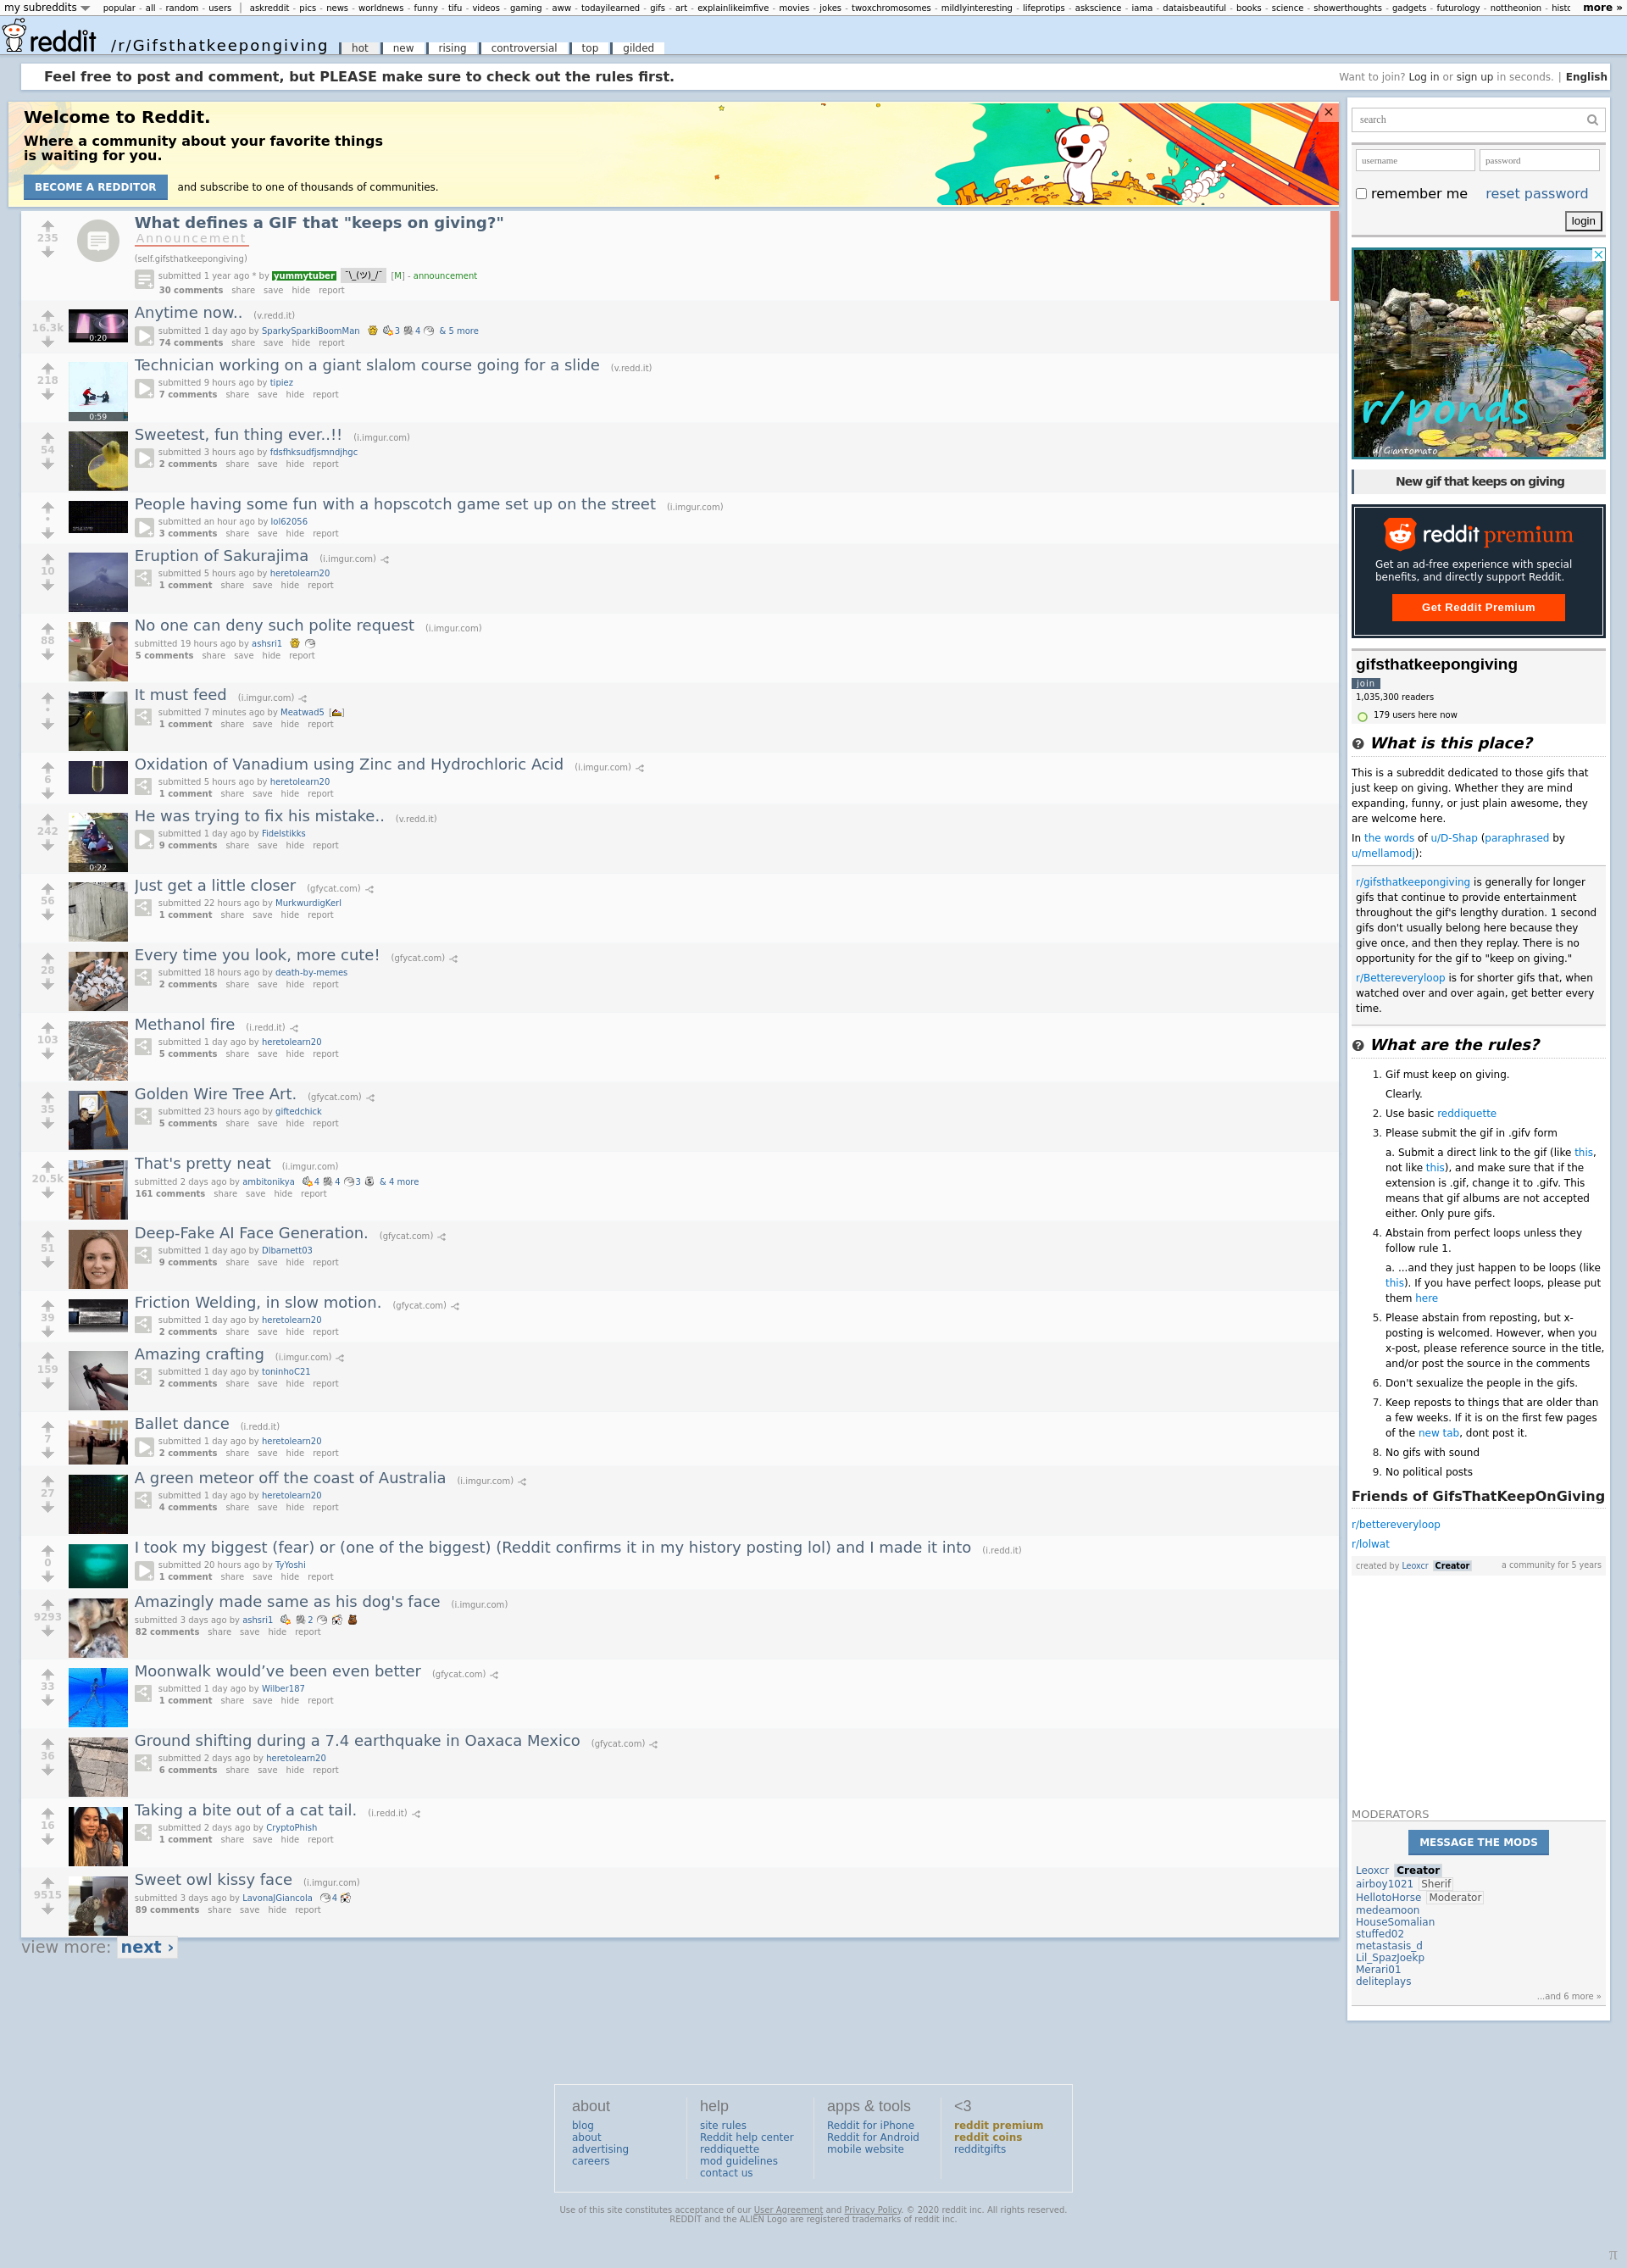 my subreddits
popular - all - random - users | askreddit - pics - news - worldnews - funny - tifu - videos - gaming - aww - todayilearned - gifs - art - explainlikeimfive - movies - jokes - twoxchromosomes - mildlyinteresting - lifeprotips - askscience - iama - dataisbeautiful - books - science - showerthoughts - gadgets - futurology - nottheonion - histo more »
reddit /r/Gifsthatkeepongiving hot new rising controversial top gilded
Feel free to post and comment, but PLEASE make sure to check out the rules first.
Want to join? Log in or sign up in seconds. | English
Welcome to Reddit.
Where a community about your favorite things
is waiting for you.
BECOME A REDDITOR and subscribe to one of thousands of communities.
235
What defines a GIF that "keeps on giving?"
Announcement
(self.gifsthatkeepongiving)
submitted 1 year ago * by yummytuber ¯\_(ツ)_/¯ [M] - announcement
30 comments share save hide report
16.3k
0:20
Anytime now.. (v.redd.it)
submitted 1 day ago by SparkySparkiBoomMan 3 4 & 5 more
74 comments share save hide report
218
0:59
Technician working on a giant slalom course going for a slide (v.redd.it)
submitted 9 hours ago by tipiez
7 comments share save hide report
54
Sweetest, fun thing ever..!! (i.imgur.com)
submitted 3 hours ago by fdsfhksudfjsmndjhgc
2 comments share save hide report
•
People having some fun with a hopscotch game set up on the street (i.imgur.com)
submitted an hour ago by lol62056
3 comments share save hide report
10
Eruption of Sakurajima (i.imgur.com)
submitted 5 hours ago by heretolearn20
1 comment share save hide report
88
No one can deny such polite request (i.imgur.com)
submitted 19 hours ago by ashsri1
5 comments share save hide report
•
It must feed (i.imgur.com)
submitted 7 minutes ago by Meatwad5 [ ]
1 comment share save hide report
6
Oxidation of Vanadium using Zinc and Hydrochloric Acid (i.imgur.com)
submitted 5 hours ago by heretolearn20
1 comment share save hide report
242
0:22
He was trying to fix his mistake.. (v.redd.it)
submitted 1 day ago by Fidelstikks
9 comments share save hide report
56
Just get a little closer (gfycat.com)
submitted 22 hours ago by MurkwurdigKerl
1 comment share save hide report
28
Every time you look, more cute! (gfycat.com)
submitted 18 hours ago by death-by-memes
2 comments share save hide report
103
Methanol fire (i.redd.it)
submitted 1 day ago by heretolearn20
5 comments share save hide report
35
Golden Wire Tree Art. (gfycat.com)
submitted 23 hours ago by giftedchick
5 comments share save hide report
20.5k
That's pretty neat (i.imgur.com)
submitted 2 days ago by ambitonikya 4 4 3 & 4 more
161 comments share save hide report
51
Deep-Fake AI Face Generation. (gfycat.com)
submitted 1 day ago by Dlbarnett03
9 comments share save hide report
39
Friction Welding, in slow motion. (gfycat.com)
submitted 1 day ago by heretolearn20
2 comments share save hide report
159
Amazing crafting (i.imgur.com)
submitted 1 day ago by toninhoC21
2 comments share save hide report
7
Ballet dance (i.redd.it)
submitted 1 day ago by heretolearn20
2 comments share save hide report
27
A green meteor off the coast of Australia (i.imgur.com)
submitted 1 day ago by heretolearn20
4 comments share save hide report
0
I took my biggest (fear) or (one of the biggest) (Reddit confirms it in my history posting lol) and I made it into (i.redd.it)
submitted 20 hours ago by TyYoshi
1 comment share save hide report
9293
Amazingly made same as his dog's face (i.imgur.com)
submitted 3 days ago by ashsri1 2
82 comments share save hide report
33
Moonwalk would’ve been even better (gfycat.com)
submitted 1 day ago by Wilber187
1 comment share save hide report
36
Ground shifting during a 7.4 earthquake in Oaxaca Mexico (gfycat.com)
submitted 2 days ago by heretolearn20
6 comments share save hide report
16
Taking a bite out of a cat tail. (i.redd.it)
submitted 2 days ago by CryptoPhish
1 comment share save hide report
9515
Sweet owl kissy face (i.imgur.com)
submitted 3 days ago by LavonaJGiancola 4
89 comments share save hide report
view more: next ›
search
username password
remember me reset password
login
r/ponds
u/Giantomato
New gif that keeps on giving
reddit premium
Get an ad-free experience with special
benefits, and directly support Reddit.
Get Reddit Premium
gifsthatkeepongiving
join
1,035,300 readers
179 users here now
What is this place?
This is a subreddit dedicated to those gifs that
just keep on giving. Whether they are mind
expanding, funny, or just plain awesome, they
are welcome here.
In the words of u/D-Shap (paraphrased by
u/mellamodj):
r/gifsthatkeepongiving is generally for longer
gifs that continue to provide entertainment
throughout the gif's lengthy duration. 1 second
gifs don't usually belong here because they
give once, and then they replay. There is no
opportunity for the gif to "keep on giving."
r/Bettereveryloop is for shorter gifs that, when
watched over and over again, get better every
time.
What are the rules?
1. Gif must keep on giving.
Clearly.
2. Use basic reddiquette
3. Please submit the gif in .gifv form
a. Submit a direct link to the gif (like this,
not like this), and make sure that if the
extension is .gif, change it to .gifv. This
means that gif albums are not accepted
either. Only pure gifs.
4. Abstain from perfect loops unless they
follow rule 1.
a. ...and they just happen to be loops (like
this). If you have perfect loops, please put
them here
5. Please abstain from reposting, but x-
posting is welcomed. However, when you
x-post, please reference source in the title,
and/or post the source in the comments
6. Don't sexualize the people in the gifs.
7. Keep reposts to things that are older than
a few weeks. If it is on the first few pages
of the new tab, dont post it.
8. No gifs with sound
9. No political posts
Friends of GifsThatKeepOnGiving
r/bettereveryloop
r/lolwat
created by Leoxcr Creator a community for 5 years
MODERATORS
MESSAGE THE MODS
Leoxcr Creator
airboy1021 Sherif
HellotoHorse Moderator
medeamoon
HouseSomalian
stuffed02
metastasis_d
Lil_SpazJoekp
Merari01
deliteplays
...and 6 more »
about
blog
about
advertising
careers
help
site rules
Reddit help center
reddiquette
mod guidelines
contact us
apps & tools
Reddit for iPhone
Reddit for Android
mobile website
<3
reddit premium
reddit coins
redditgifts
Use of this site constitutes acceptance of our User Agreement and Privacy Policy. © 2020 reddit inc. All rights reserved.
REDDIT and the ALIEN Logo are registered trademarks of reddit inc.
π